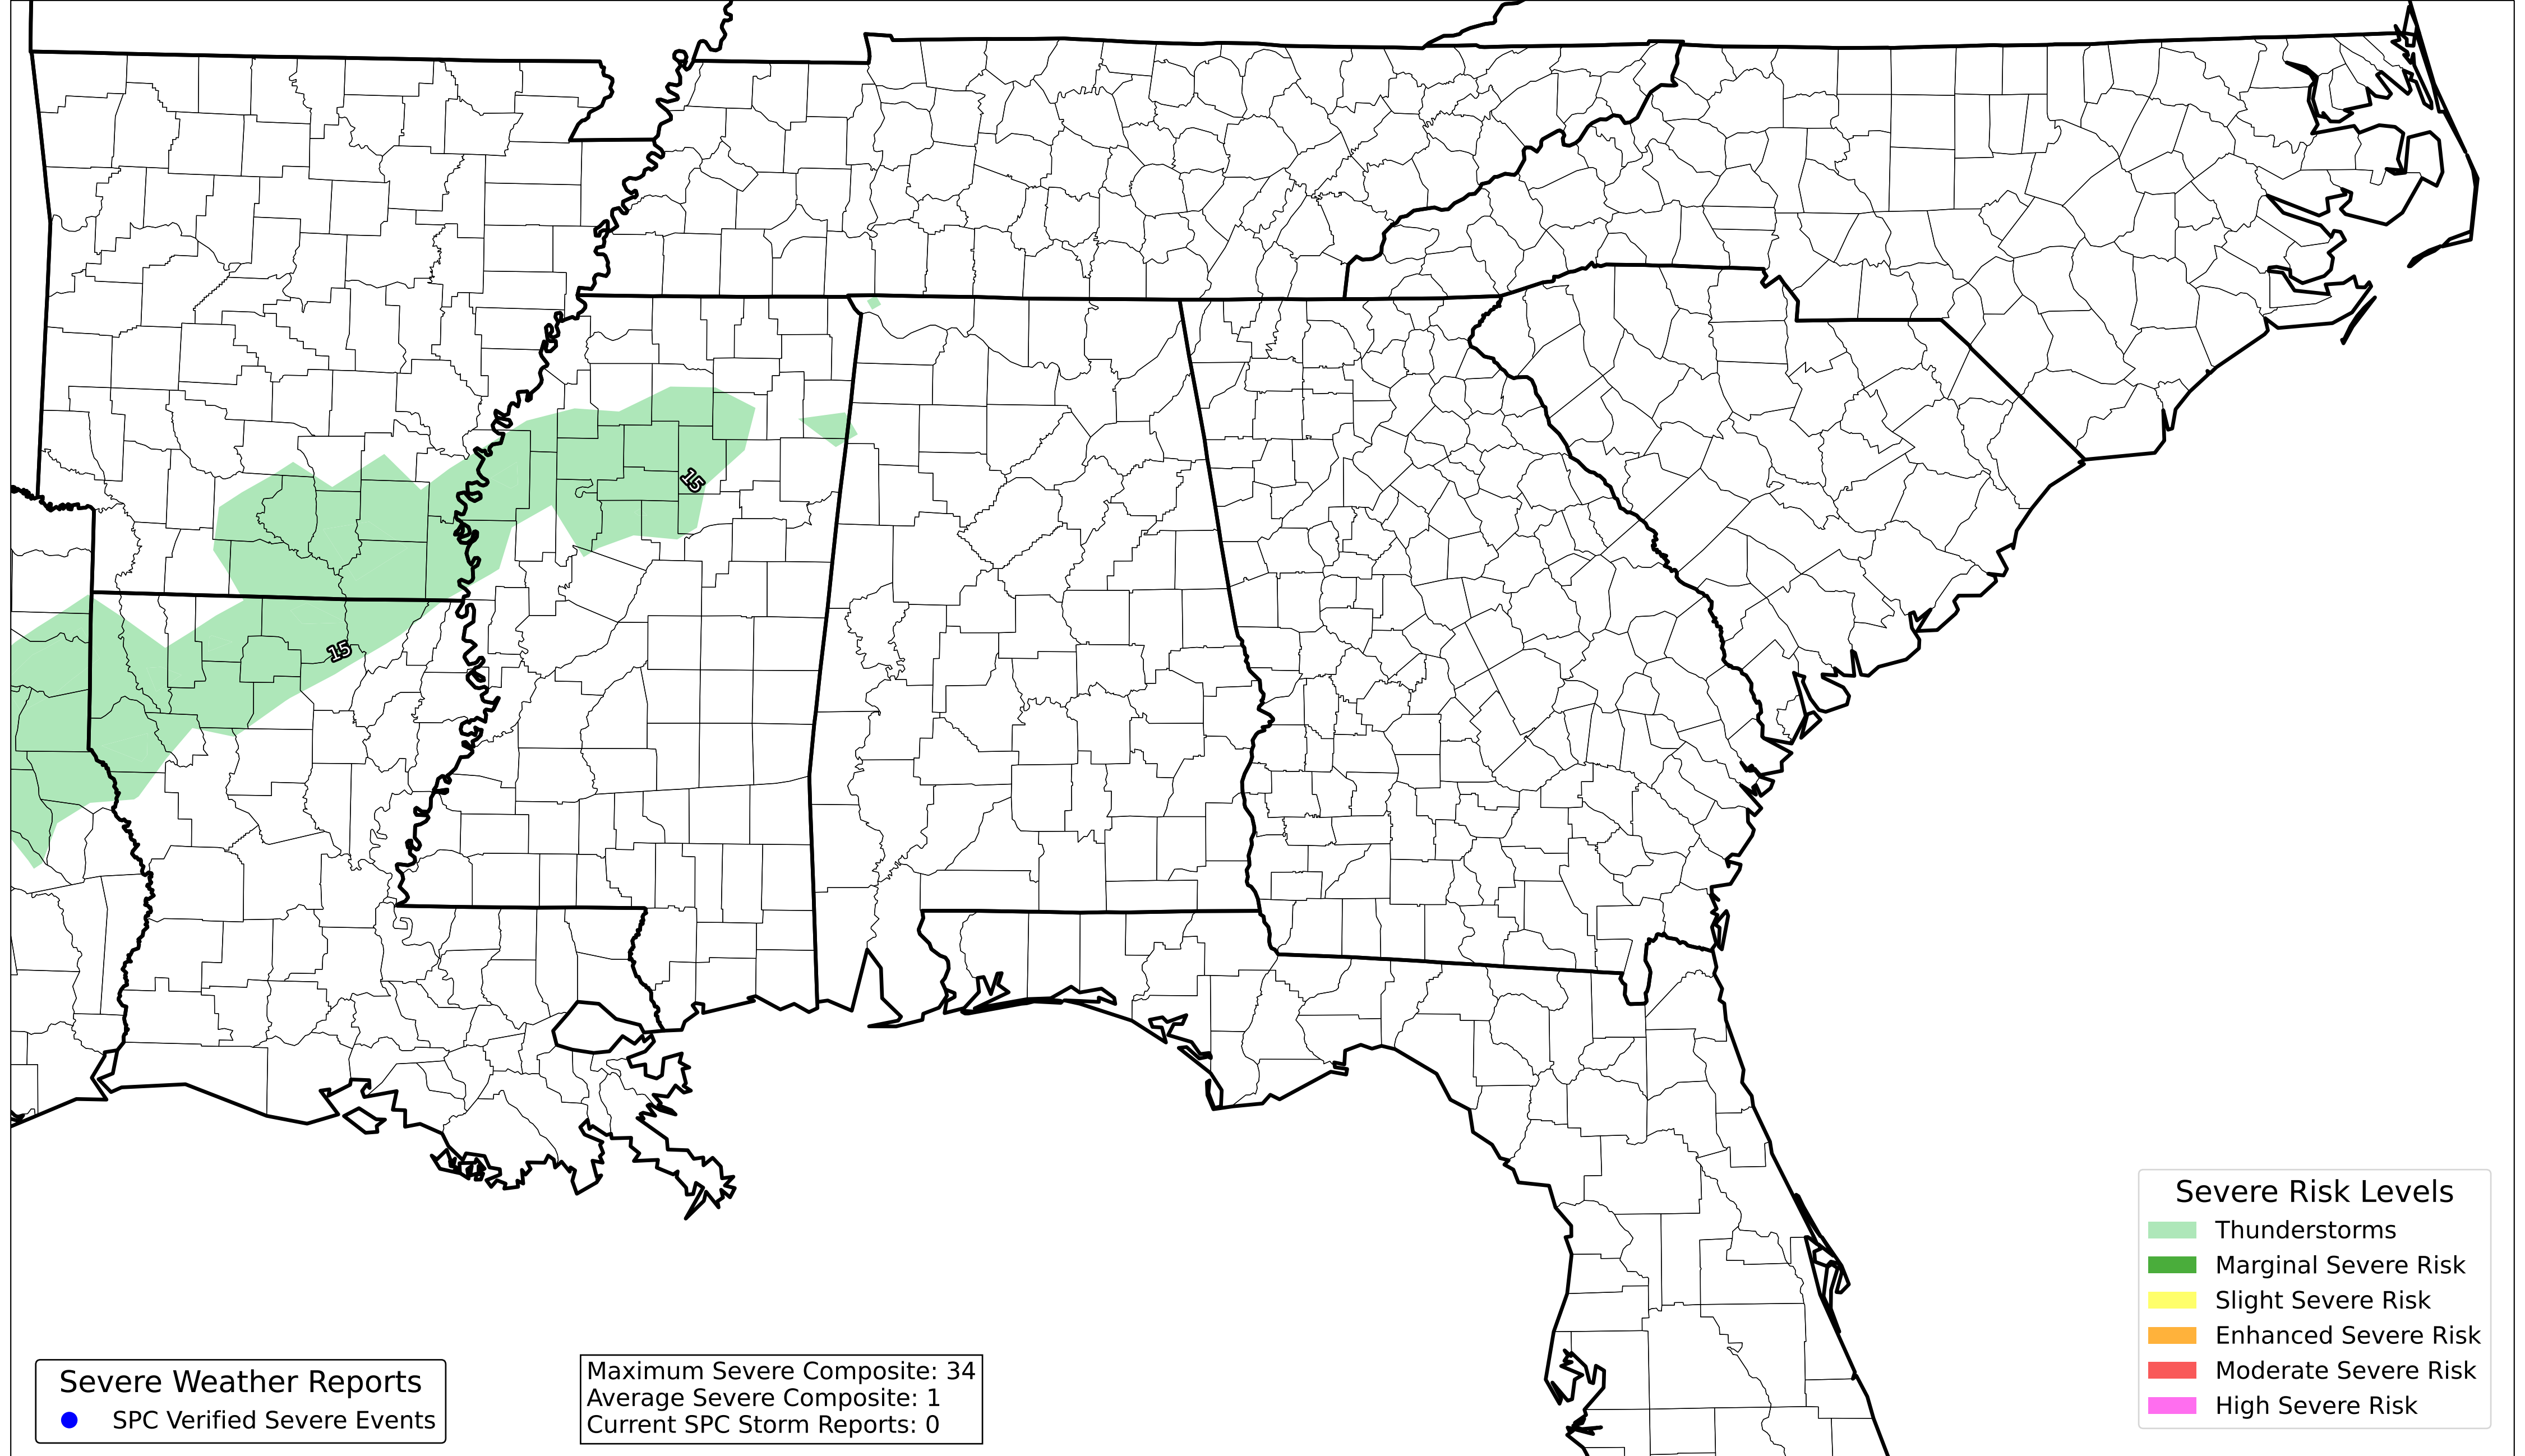 15
15
Severe Weather Reports
SPC Verified Severe Events
Maximum Severe Composite: 34
Average Severe Composite: 1
Current SPC Storm Reports: 0
Severe Risk Levels
Thunderstorms
Marginal Severe Risk
Slight Severe Risk
Enhanced Severe Risk
Moderate Severe Risk
High Severe Risk